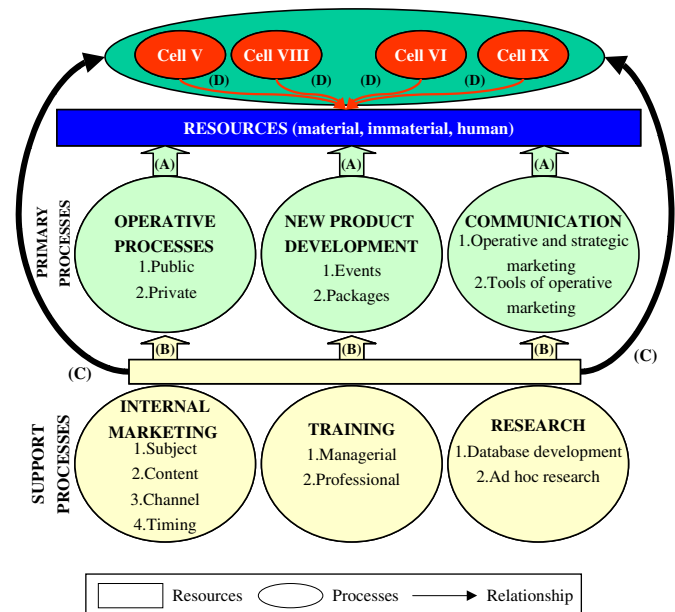 Cell V
Cell VIII
Cell VI
Cell IX
(D)
(D)
(D)
(D)
RESOURCES (material, immaterial, human)
(A)
(A)
(A)
PRIMARY
PROCESSES
OPERATIVE
PROCESSES
1.Public
2.Private
NEW PRODUCT
DEVELOPMENT
1.Events
2.Packages
COMMUNICATION
1.Operative and strategic
marketing
2.Tools of operative
marketing
(B)
(B)
(B)
(C)
(C)
SUPPORT
PROCESSES
INTERNAL
MARKETING
1.Subject
2.Content
3.Channel
4.Timing
TRAINING
1.Managerial
2.Professional
RESEARCH
1.Database development
2.Ad hoc research
Resources
Processes
Relationship